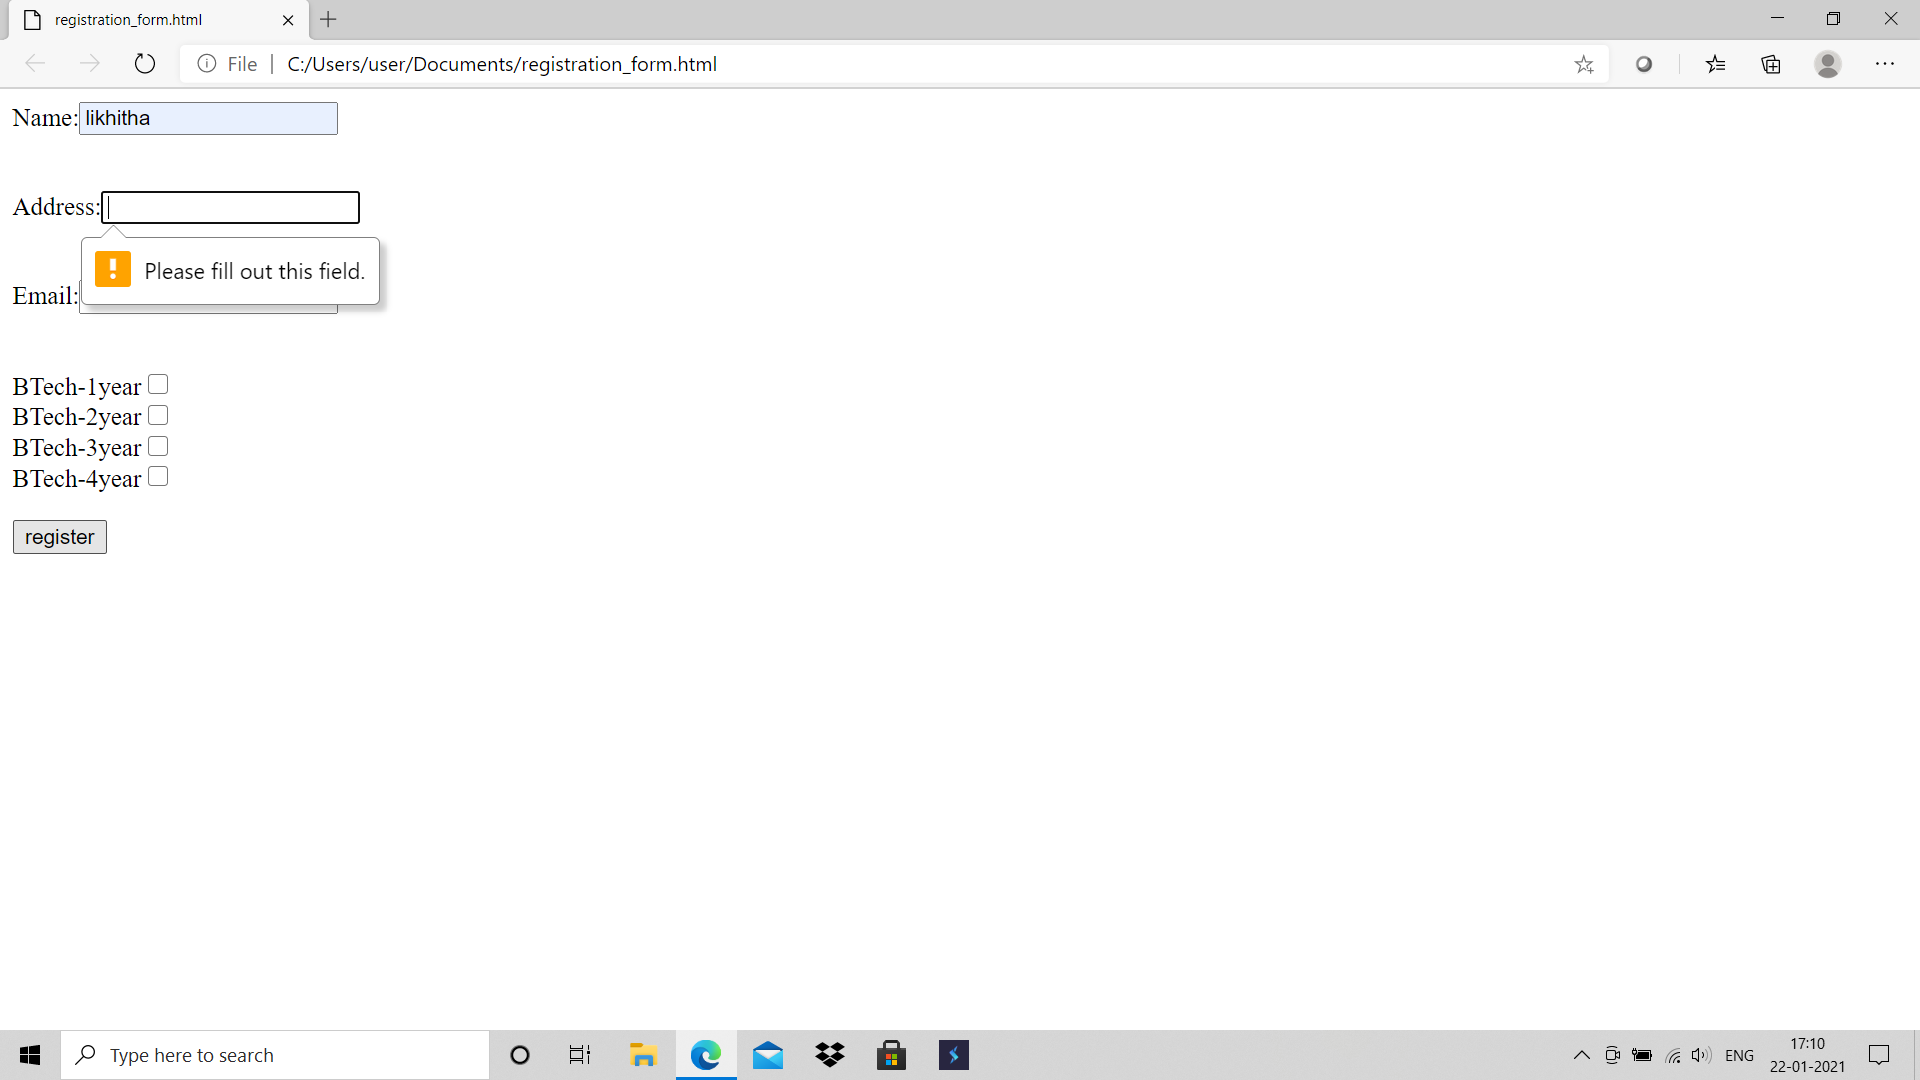 registration_form.html
File | C:/Users/user/Documents/registration_form.html
Name: likhitha
Address:
Please fill out this field.
Email:
BTech-1year
BTech-2year
BTech-3year
BTech-4year
register
Type here to search
ENG
17:10
22-01-2021